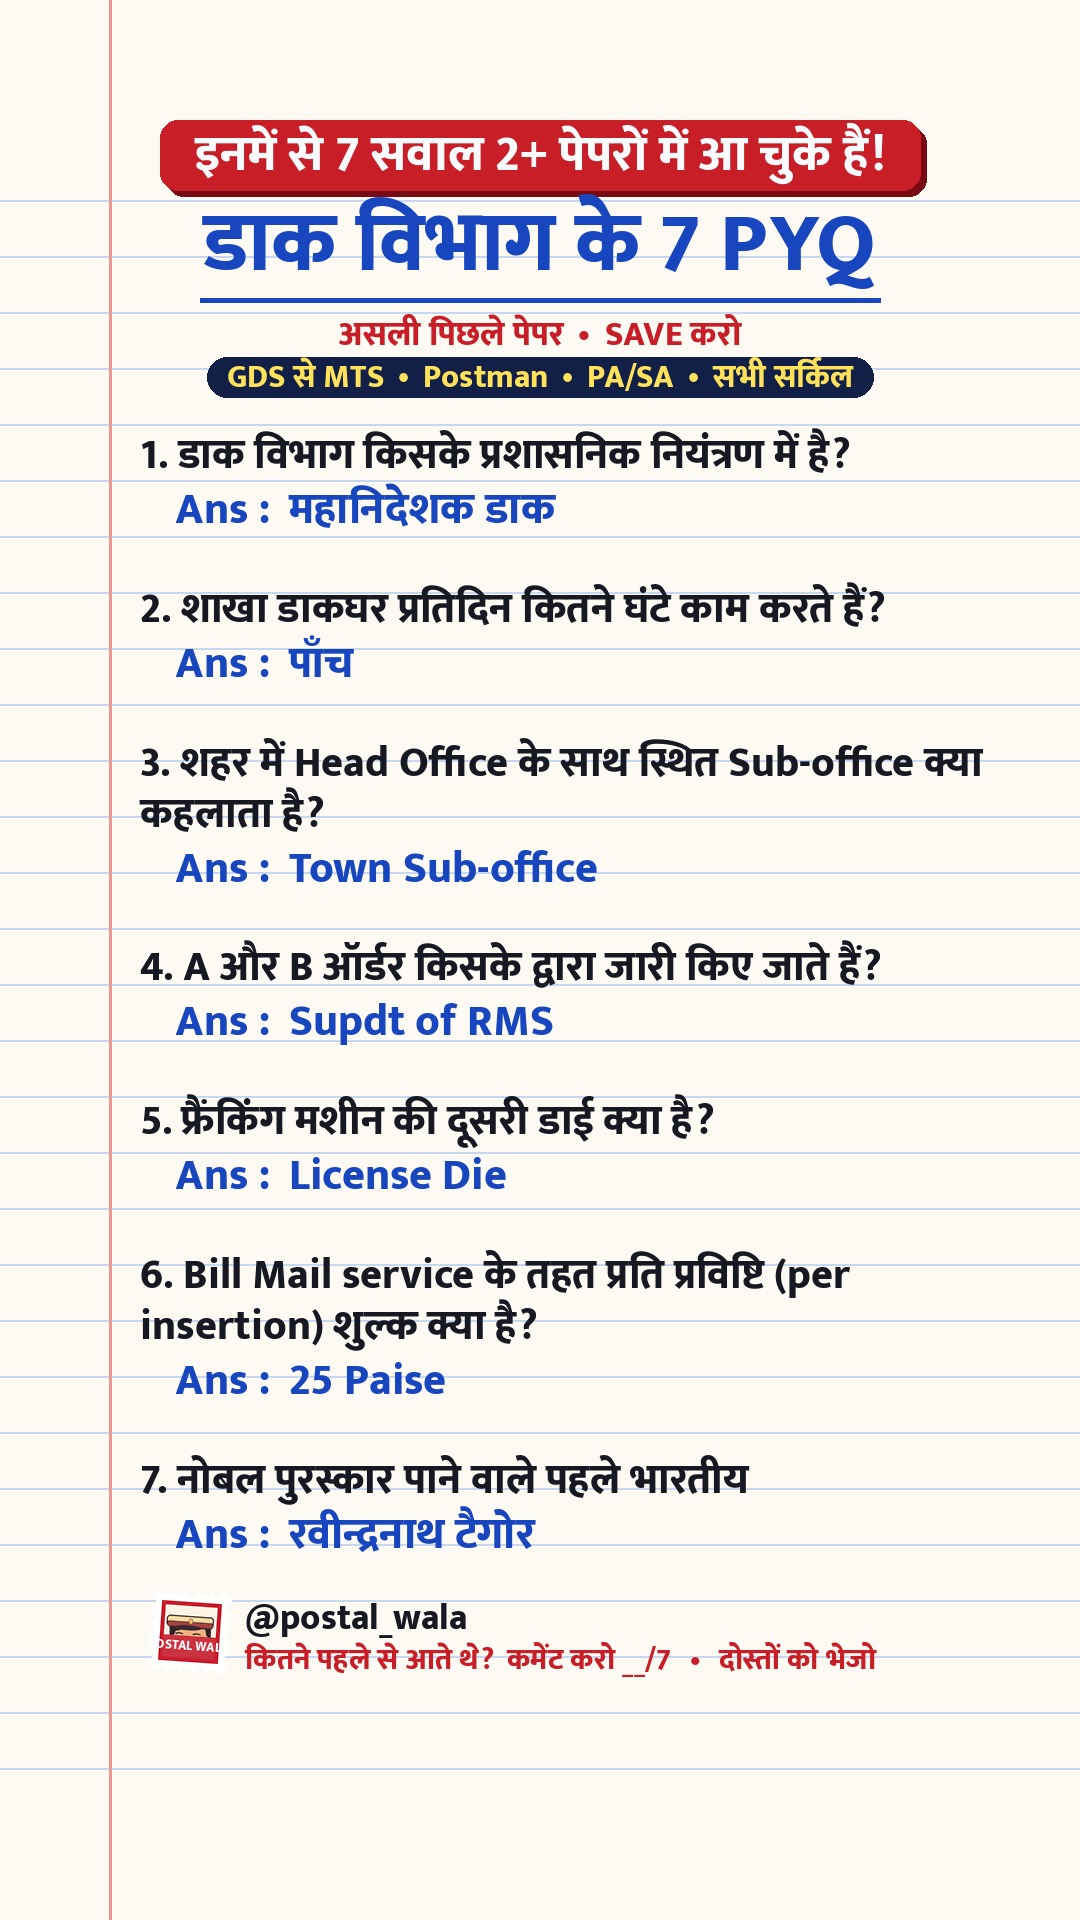 इनमें से 7 सवाल 2+ पेपरों में आ चुके हैं!
डाक विभाग के 7 PYQ
असली पिछले पेपर • SAVE करो
GDS से MTS • Postman • PA/SA • सभी सर्किल
1. डाक विभाग किसके प्रशासनिक नियंत्रण में है?
Ans : महानिदेशक डाक
2. शाखा डाकघर प्रतिदिन कितने घंटे काम करते हैं?
Ans : पाँच
3. शहर में Head Office के साथ स्थित Sub-office क्या
कहलाता है?
Ans : Town Sub-office
4. A और B ऑर्डर किसके द्वारा जारी किए जाते हैं?
Ans : Supdt of RMS
5. फ्रैंकिंग मशीन की दूसरी डाई क्या है?
Ans : License Die
6. Bill Mail service के तहत प्रति प्रविष्टि (per
insertion) शुल्क क्या है?
Ans : 25 Paise
7. नोबल पुरस्कार पाने वाले पहले भारतीय
Ans : रवीन्द्रनाथ टैगोर
OSTAL WAL
@postal_wala
कितने पहले से आते थे? कमेंट करो __/7 • दोस्तों को भेजो